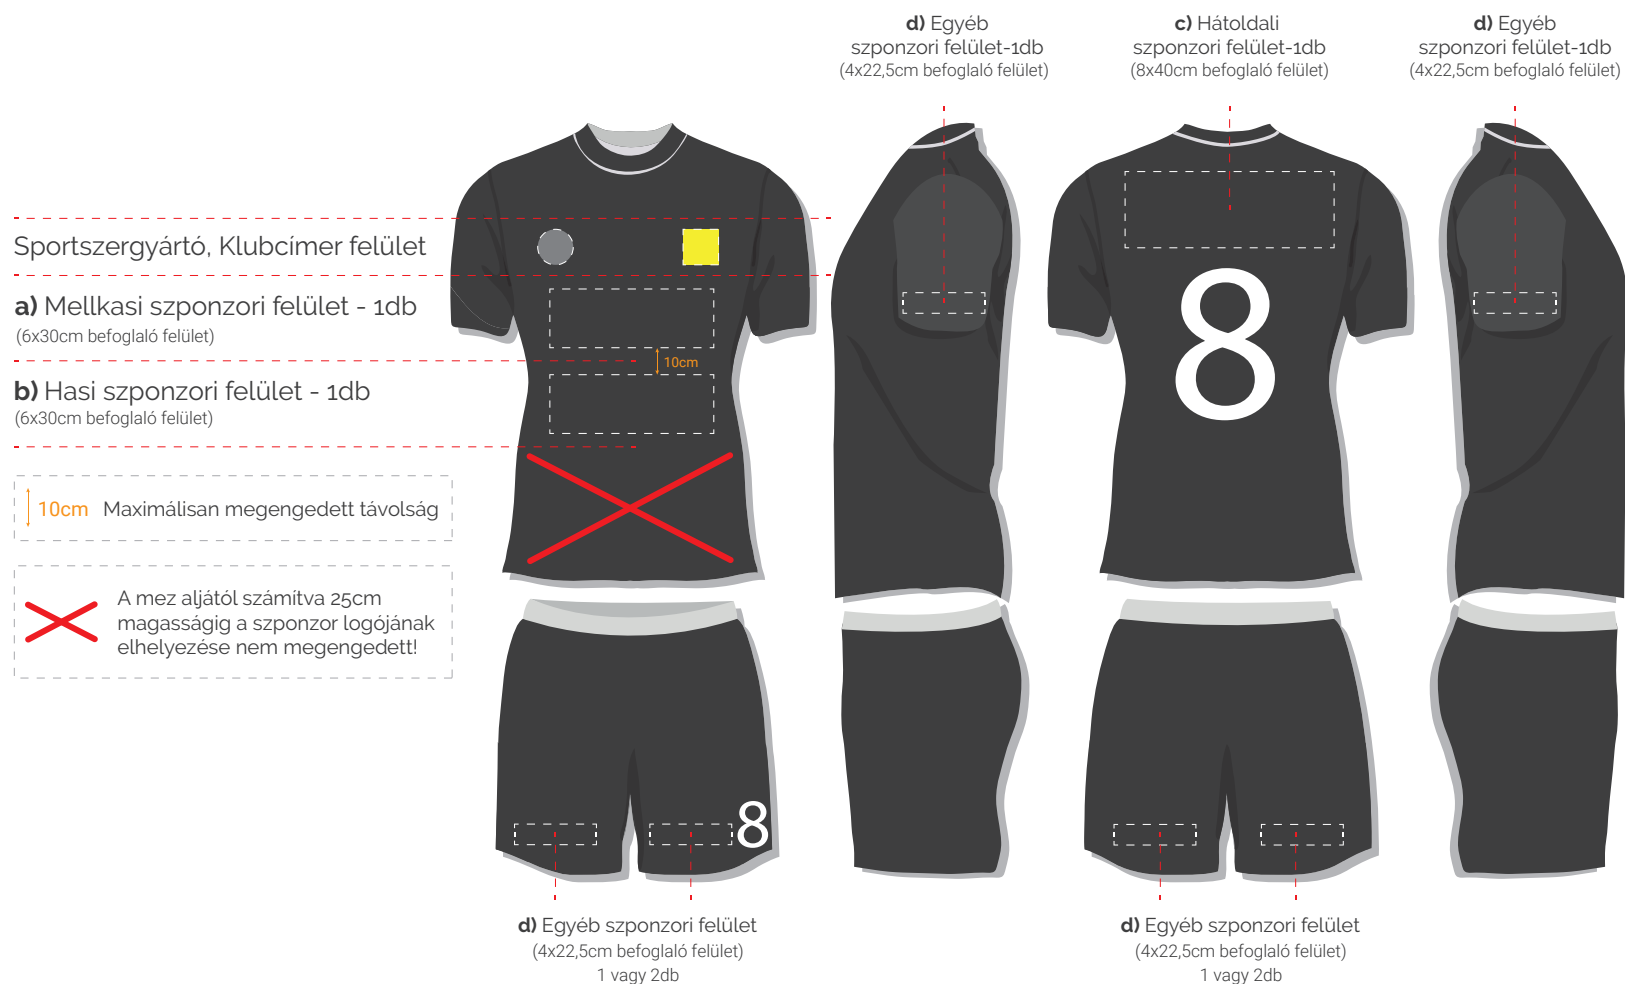 d) Egyéb
szponzori felület-1db
(4x22,5cm befoglaló felület)
c) Hátoldali
szponzori felület-1db
(8x40cm befoglaló felület)
d) Egyéb
szponzori felület-1db
(4x22,5cm befoglaló felület)
Sportszergyártó, Klubcímer felület
a) Mellkasi szponzori felület - 1db
(6x30cm befoglaló felület)
10cm
b) Hasi szponzori felület - 1db
(6x30cm befoglaló felület)
8
10cm Maximálisan megengedett távolság
A mez aljától számítva 25cm
magasságig a szponzor logójának
elhelyezése nem megengedett!
8
d) Egyéb szponzori felület
(4x22,5cm befoglaló felület)
1 vagy 2db
d) Egyéb szponzori felület
(4x22,5cm befoglaló felület)
1 vagy 2db